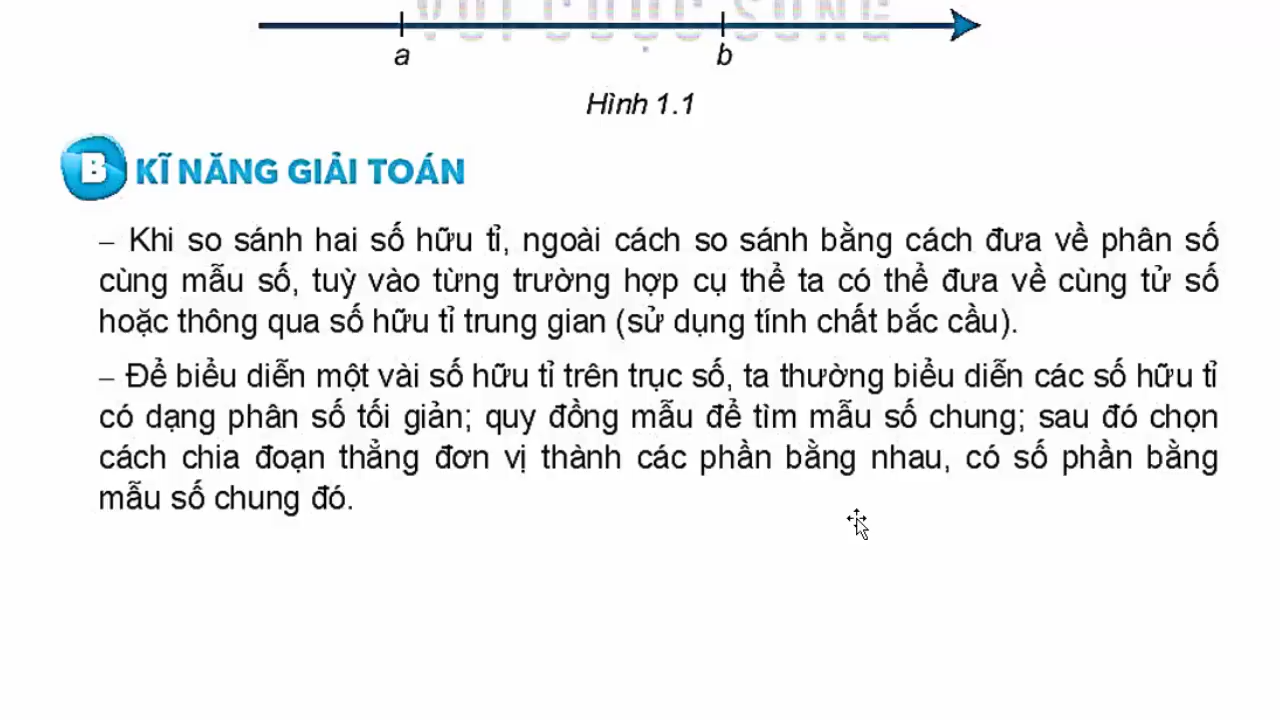 a b
Hình 1.1
B KĨ NĂNG GIẢI TOÁN
– Khi so sánh hai số hữu tỉ, ngoài cách so sánh bằng cách đưa về phân số
cùng mẫu số, tuỳ vào từng trường hợp cụ thể ta có thể đưa về cùng tử số
hoặc thông qua số hữu tỉ trung gian (sử dụng tính chất bắc cầu).
– Để biểu diễn một vài số hữu tỉ trên trục số, ta thường biểu diễn các số hữu tỉ
có dạng phân số tối giản; quy đồng mẫu để tìm mẫu số chung; sau đó chọn
cách chia đoạn thẳng đơn vị thành các phần bằng nhau, có số phần bằng
mẫu số chung đó.